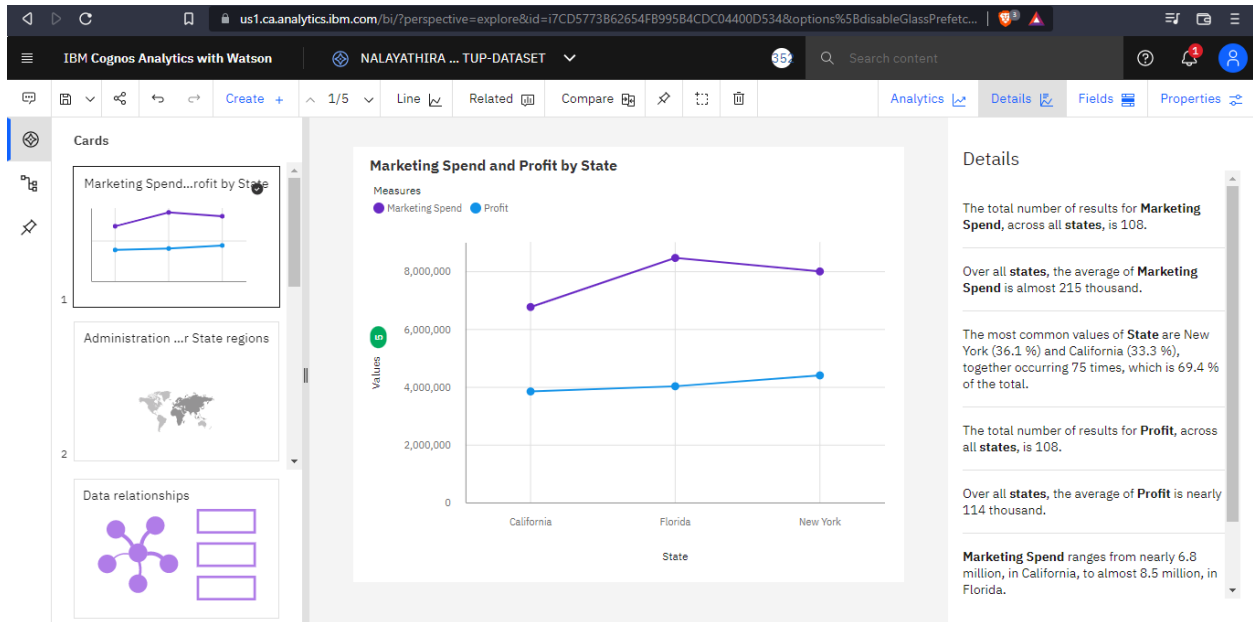 us1.ca.analytics.ibm.com/bi/?perspective=explore&id=i7CD5773B62654FB995B4CDC04400D534&options%5BdisableGlassPrefetc...
3
IBM Cognos Analytics with Watson
NALAYATHIRA ... TUP-DATASET
352
Search content
1
Create +
1/5
Line
Related
Compare
Analytics
Details
Fields
Properties
Cards
Marketing Spend...rofit by State
1
Administration ...r State regions
2
Data relationships
Marketing Spend and Profit by State
Measures
Marketing Spend
Profit
8,000,000
6,000,000
4,000,000
2,000,000
0
Values
5
California
Florida
New York
State
Details
The total number of results for Marketing
Spend, across all states, is 108.
Over all states, the average of Marketing
Spend is almost 215 thousand.
The most common values of State are New
York (36.1 %) and California (33.3 %),
together occurring 75 times, which is 69.4 %
of the total.
The total number of results for Profit, across
all states, is 108.
Over all states, the average of Profit is nearly
114 thousand.
Marketing Spend ranges from nearly 6.8
million, in California, to almost 8.5 million, in
Florida.